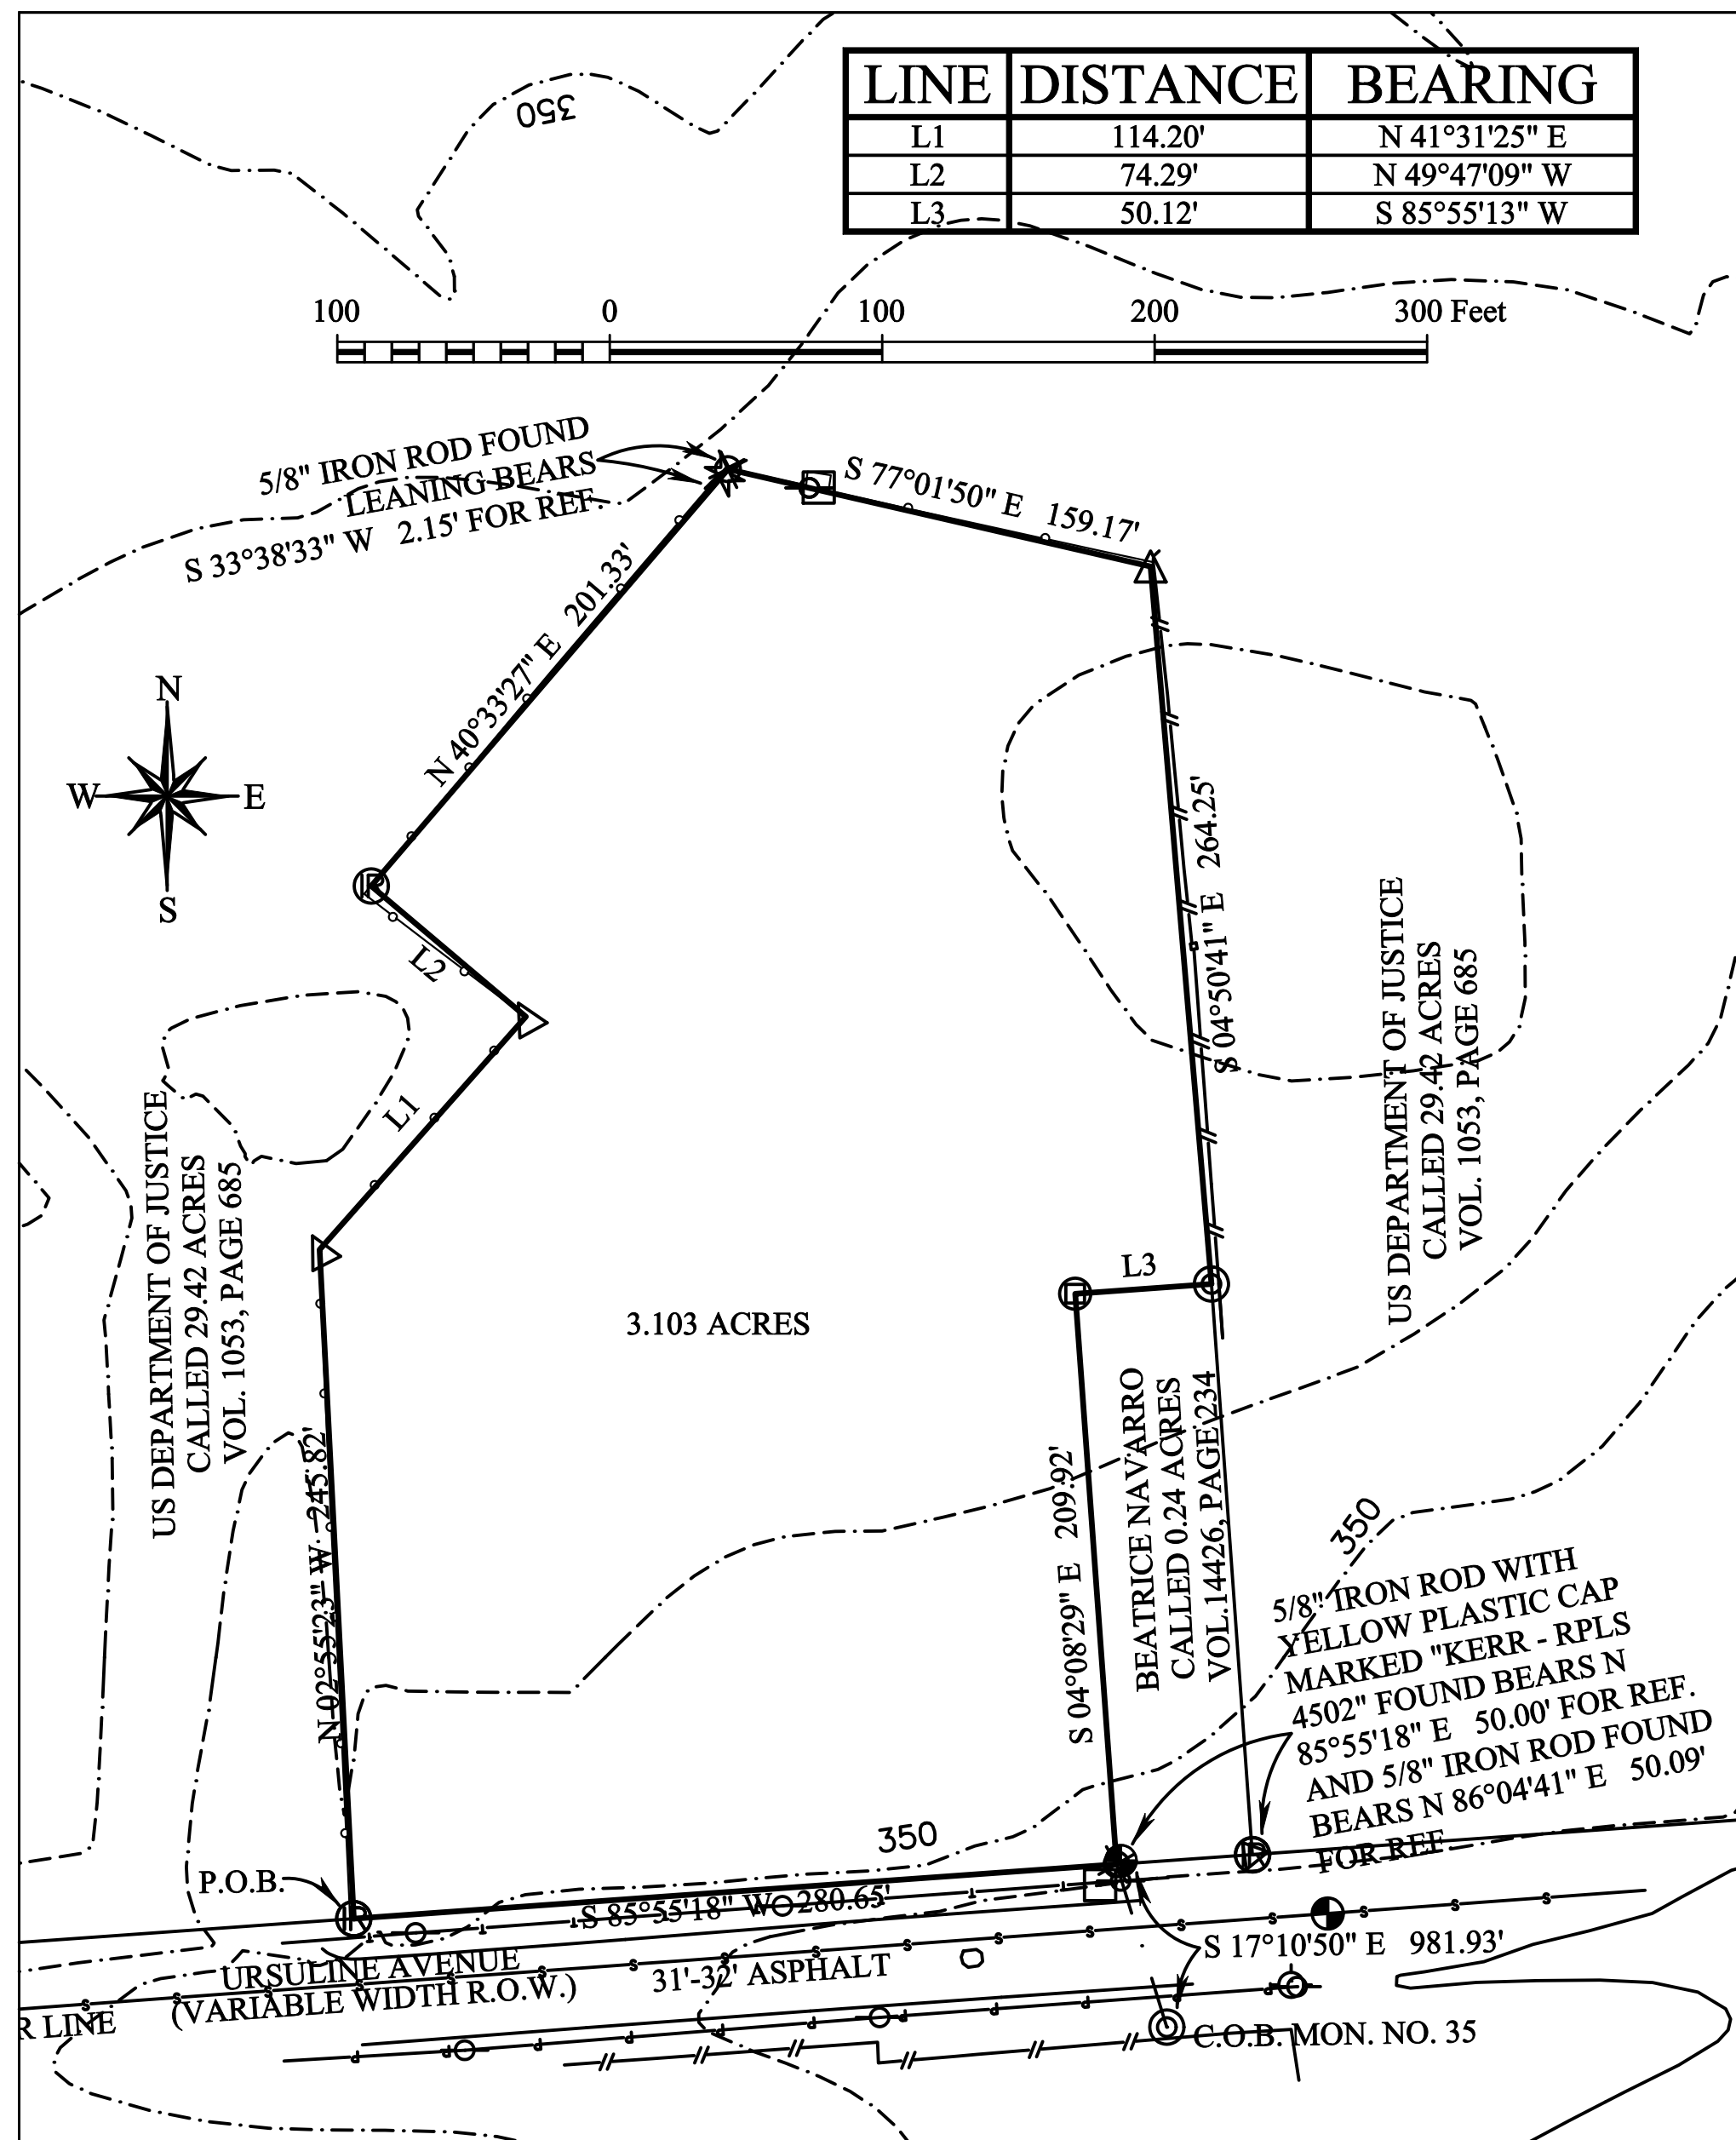 LINE DISTANCE BEARING
L1 114.20' N 41°31'25" E
L2 74.29' N 49°47'09" W
L3 50.12' S 85°55'13" W
350
100 0 100 200 300 Feet
5/8" IRON ROD FOUND
LEANING BEARS
S 33°38'33" W 2.15' FOR REF.
S 77°01'50" E 159.17'
N 40°33'27" E 201.33'
N
W E
S
S 04°50'41" E 264.25'
L2
L1
US DEPARTMENT OF JUSTICE
CALLED 29.42 ACRES
VOL. 1053, PAGE 685
US DEPARTMENT OF JUSTICE
CALLED 29.42 ACRES
VOL. 1053, PAGE 685
L3
3.103 ACRES
N 02°55'23" W 245.82'
S 04°08'29" E 209.92'
BEATRICE NAVARRO
CALLED 0.24 ACRES
VOL.14426, PAGE 234
350
5/8" IRON ROD WITH
YELLOW PLASTIC CAP
MARKED "KERR - RPLS
4502" FOUND BEARS N
85°55'18" E 50.00' FOR REF.
AND 5/8" IRON ROD FOUND
BEARS N 86°04'41" E 50.09'
FOR REF
350
P.O.B.
S 85°55'18" W 280.65'
URSULINE AVENUE
(VARIABLE WIDTH R.O.W.)
31'-32' ASPHALT
S 17°10'50" E 981.93'
R LINE
C.O.B. MON. NO. 35